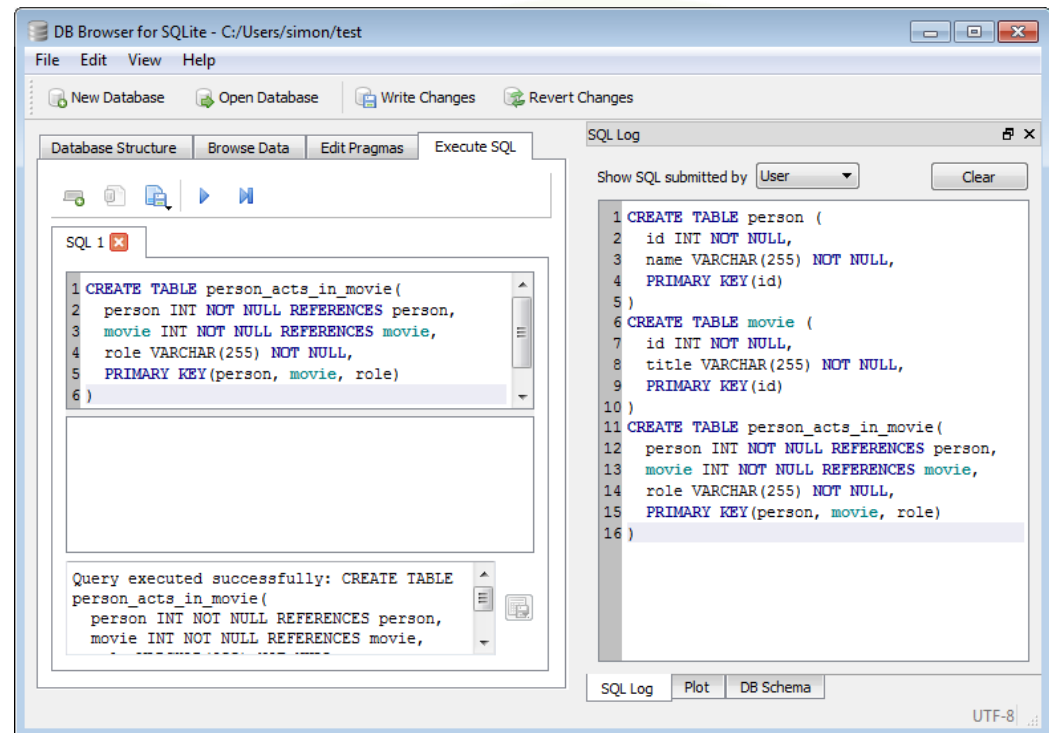 DB Browser for SQLite - C:/Users/simon/test
File Edit View Help
New Database Open Database Write Changes Revert Changes
Database Structure Browse Data Edit Pragmas Execute SQL
SQL 1
1 CREATE TABLE person_acts_in_movie(
2 person INT NOT NULL REFERENCES person,
3 movie INT NOT NULL REFERENCES movie,
4 role VARCHAR(255) NOT NULL,
5 PRIMARY KEY(person, movie, role)
6 )
Query executed successfully: CREATE TABLE
person_acts_in_movie(
person INT NOT NULL REFERENCES person,
movie INT NOT NULL REFERENCES movie,
SQL Log
Show SQL submitted by User Clear
1 CREATE TABLE person (
2 id INT NOT NULL,
3 name VARCHAR(255) NOT NULL,
4 PRIMARY KEY(id)
5 )
6 CREATE TABLE movie (
7 id INT NOT NULL,
8 title VARCHAR(255) NOT NULL,
9 PRIMARY KEY(id)
10 )
11 CREATE TABLE person_acts_in_movie(
12 person INT NOT NULL REFERENCES person,
13 movie INT NOT NULL REFERENCES movie,
14 role VARCHAR(255) NOT NULL,
15 PRIMARY KEY(person, movie, role)
16 )
SQL Log Plot DB Schema
UTF-8